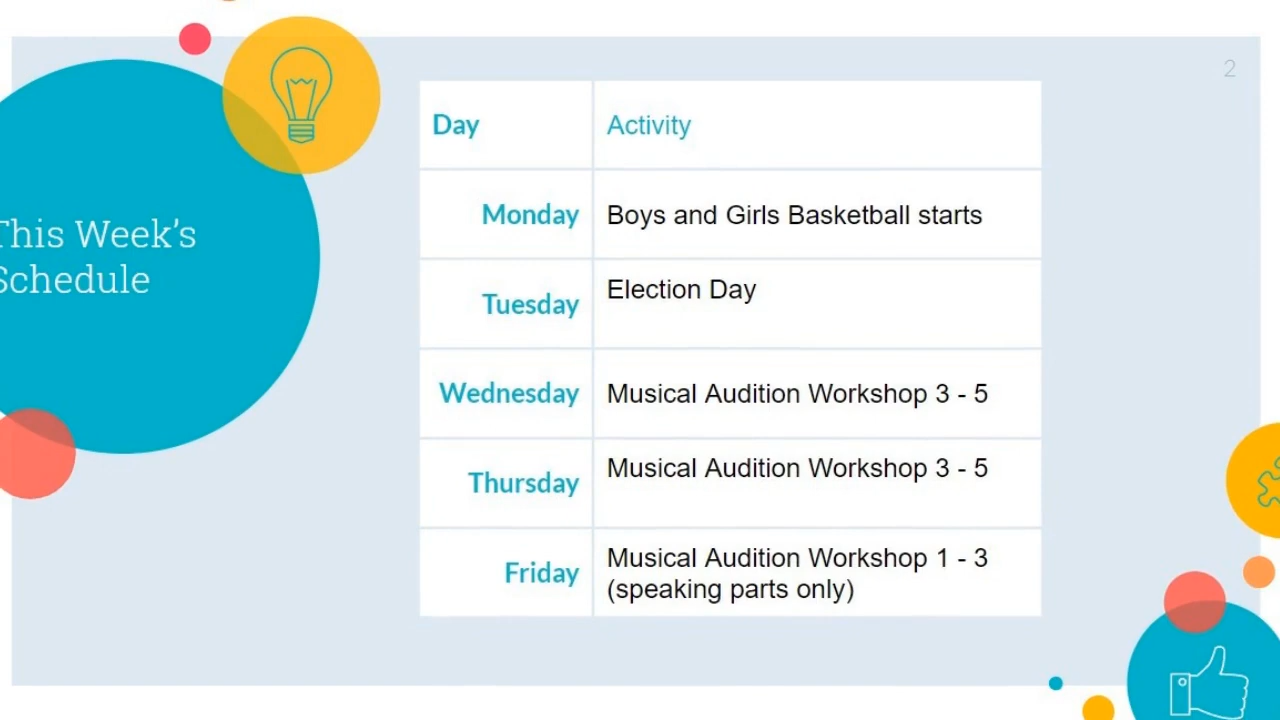 2
This Week's
Schedule
Day Activity
Monday Boys and Girls Basketball starts
Tuesday Election Day
Wednesday Musical Audition Workshop 3 - 5
Thursday Musical Audition Workshop 3 - 5
Friday Musical Audition Workshop 1 - 3
(speaking parts only)